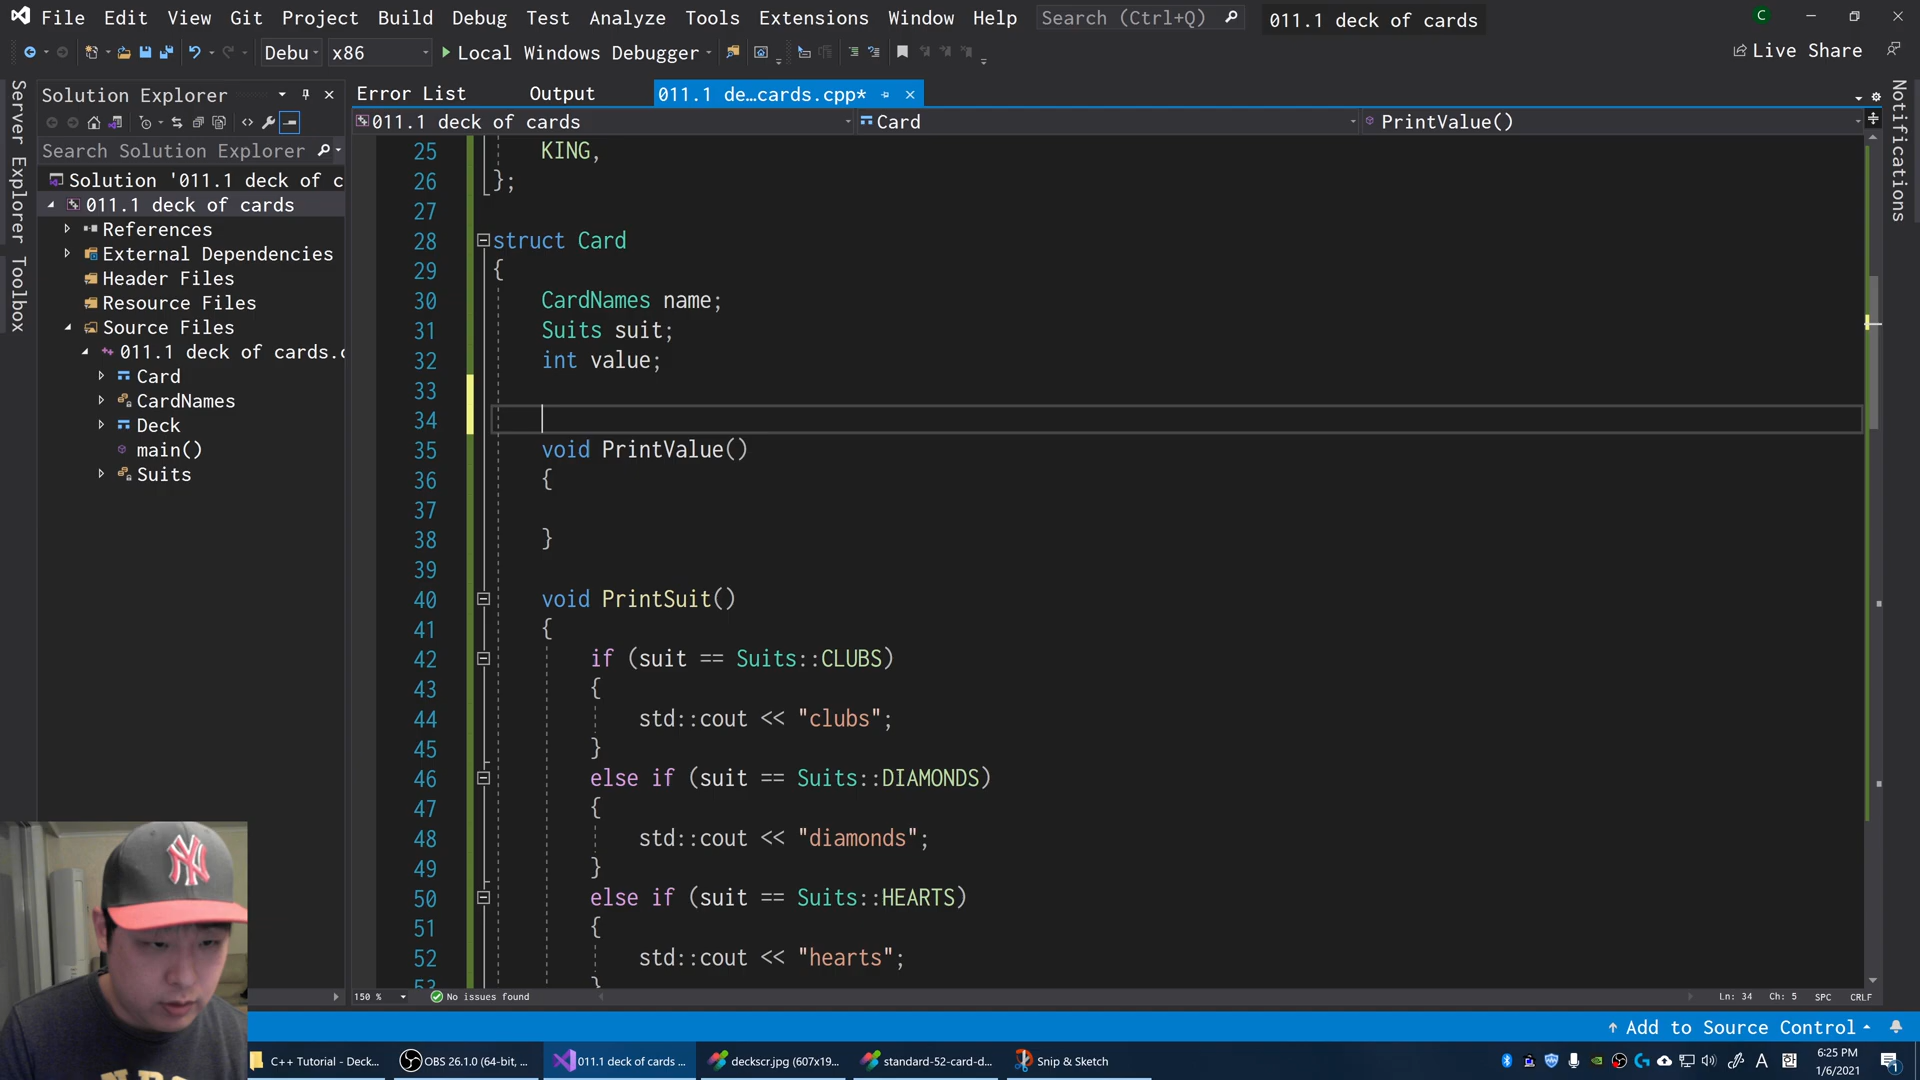 File Edit View Git Project Build Debug Test Analyze Tools Extensions Window Help Search (Ctrl+Q) 011.1 deck of cards C
Debu x86 Local Windows Debugger Live Share
Server Explorer Toolbox
Notifications
Solution Explorer
Search Solution Explorer
Solution '011.1 deck of c
011.1 deck of cards
References
External Dependencies
Header Files
Resource Files
Source Files
011.1 deck of cards.c
Card
CardNames
Deck
main()
Suits
Error List Output 011.1 de...cards.cpp*
011.1 deck of cards Card PrintValue()
25 KING,
26 };
27
28 struct Card
29 {
30 CardNames name;
31 Suits suit;
32 int value;
33
34
35 void PrintValue()
36 {
37
38 }
39
40 void PrintSuit()
41 {
42 if (suit == Suits::CLUBS)
43 {
44 std::cout << "clubs";
45 }
46 else if (suit == Suits::DIAMONDS)
47 {
48 std::cout << "diamonds";
49 }
50 else if (suit == Suits::HEARTS)
51 {
52 std::cout << "hearts";
53 }
150 % No issues found Ln: 34 Ch: 5 SPC CRLF
Add to Source Control
NY
C++ Tutorial - Deck... OBS 26.1.0 (64-bit, ... 011.1 deck of cards ... deckscr.jpg (607x19... standard-52-card-d... Snip & Sketch A 한 6:25 PM
1/6/2021 1